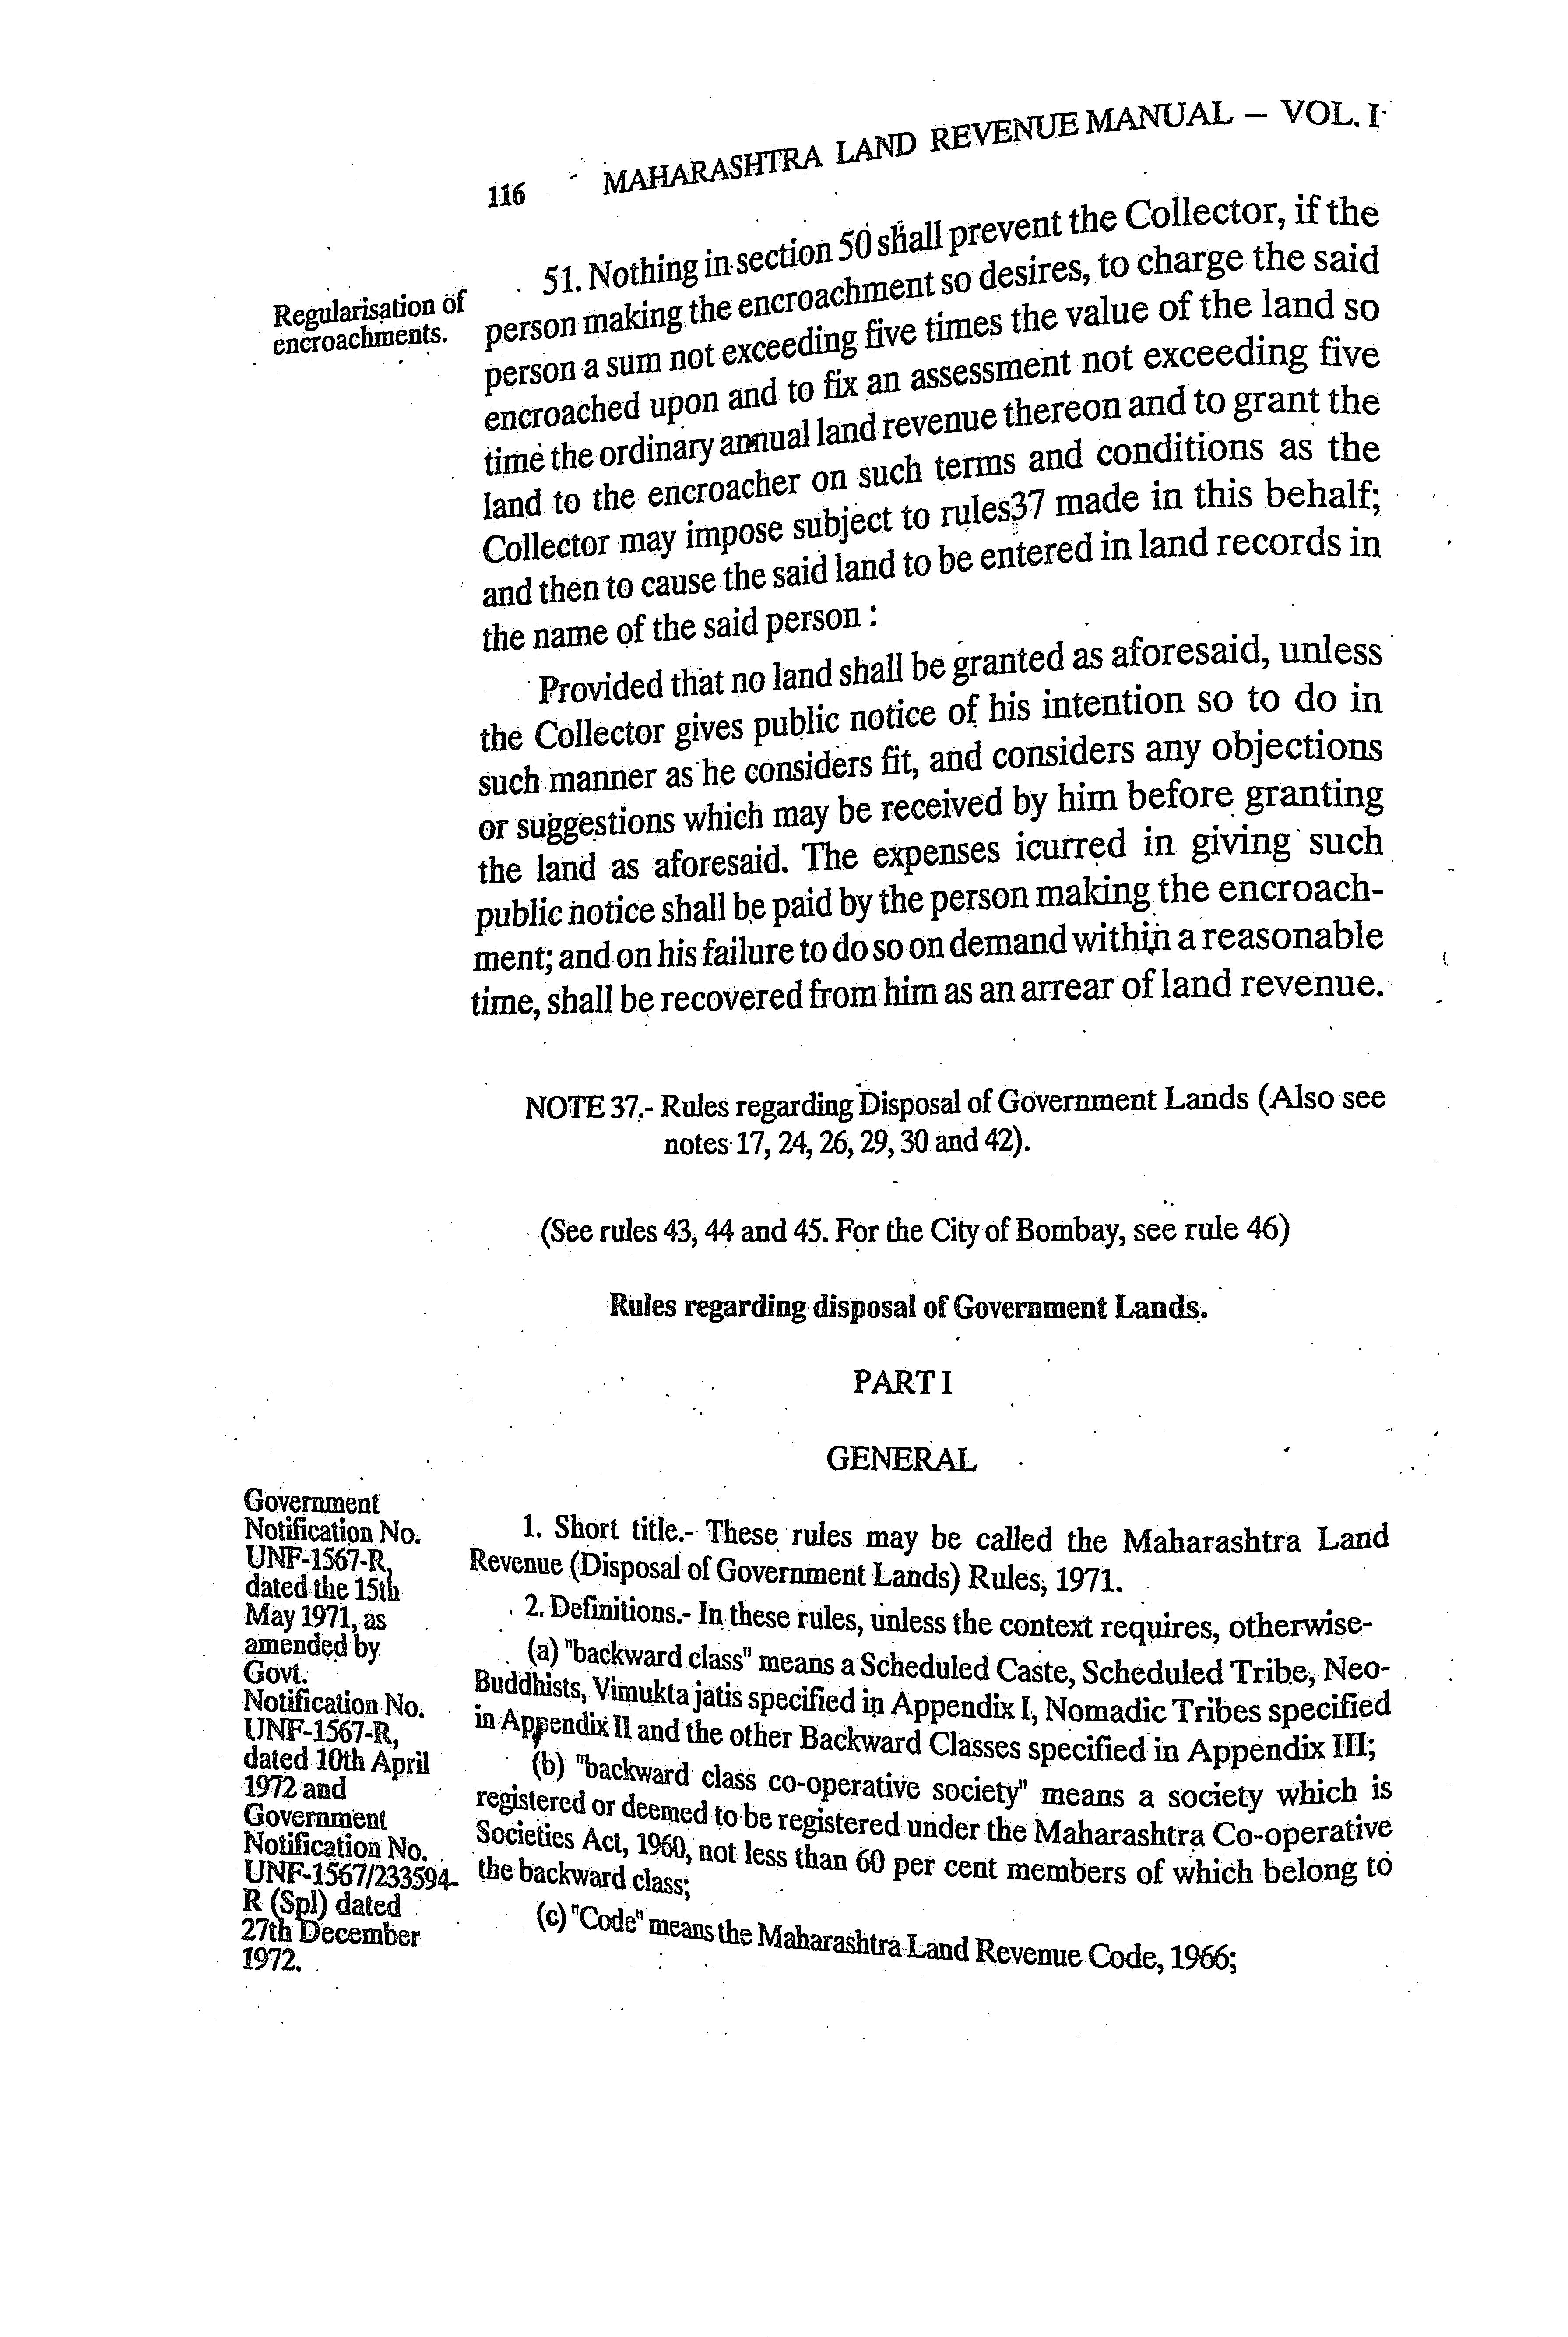 116 MAHARASHTRA LAND REVENUE MANUAL – VOL. I
Regularisation of
encroachments.
51. Nothing in section 50 shall prevent the Collector, if the
person making the encroachment so desires, to charge the said
person a sum not exceeding five times the value of the land so
encroached upon and to fix an assessment not exceeding five
time the ordinary annual land revenue thereon and to grant the
land to the encroacher on such terms and conditions as the
Collector may impose subject to rules37 made in this behalf;
and then to cause the said land to be entered in land records in
the name of the said person :
Provided that no land shall be granted as aforesaid, unless
the Collector gives public notice of his intention so to do in
such manner as he considers fit, and considers any objections
or suggestions which may be received by him before granting
the land as aforesaid. The expenses icurred in giving such
public notice shall be paid by the person making the encroach-
ment; and on his failure to do so on demand within a reasonable
time, shall be recovered from him as an arrear of land revenue.
NOTE 37.- Rules regarding Disposal of Government Lands (Also see
notes 17, 24, 26, 29, 30 and 42).
(See rules 43, 44 and 45. For the City of Bombay, see rule 46)
Rules regarding disposal of Government Lands.
PART I
GENERAL
Government
Notification No.
UNF-1567-R,
dated the 15th
May 1971, as
amended by
Govt.
Notification No.
UNF-1567-R,
dated 10th April
1972 and
Government
Notification No.
UNF-1567/233594-
R (Spl) dated
27th December
1972.
1. Short title.- These rules may be called the Maharashtra Land
Revenue (Disposal of Government Lands) Rules, 1971.
2. Definitions.- In these rules, unless the context requires, otherwise-
(a) "backward class" means a Scheduled Caste, Scheduled Tribe, Neo-
Buddhists, Vimukta jatis specified in Appendix I, Nomadic Tribes specified
in Appendix II and the other Backward Classes specified in Appendix III;
(b) "backward class co-operative society" means a society which is
registered or deemed to be registered under the Maharashtra Co-operative
Societies Act, 1960, not less than 60 per cent members of which belong to
the backward class;
(c) "Code" means the Maharashtra Land Revenue Code, 1966;